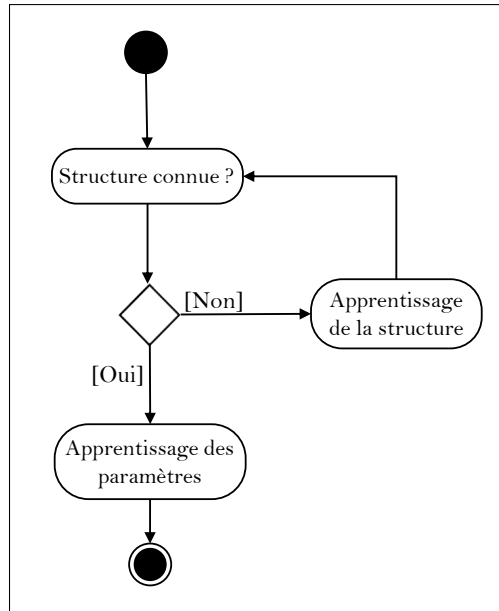 Structure connue ?
[Non]
Apprentissage
de la structure
[Oui]
Apprentissage des
paramètres